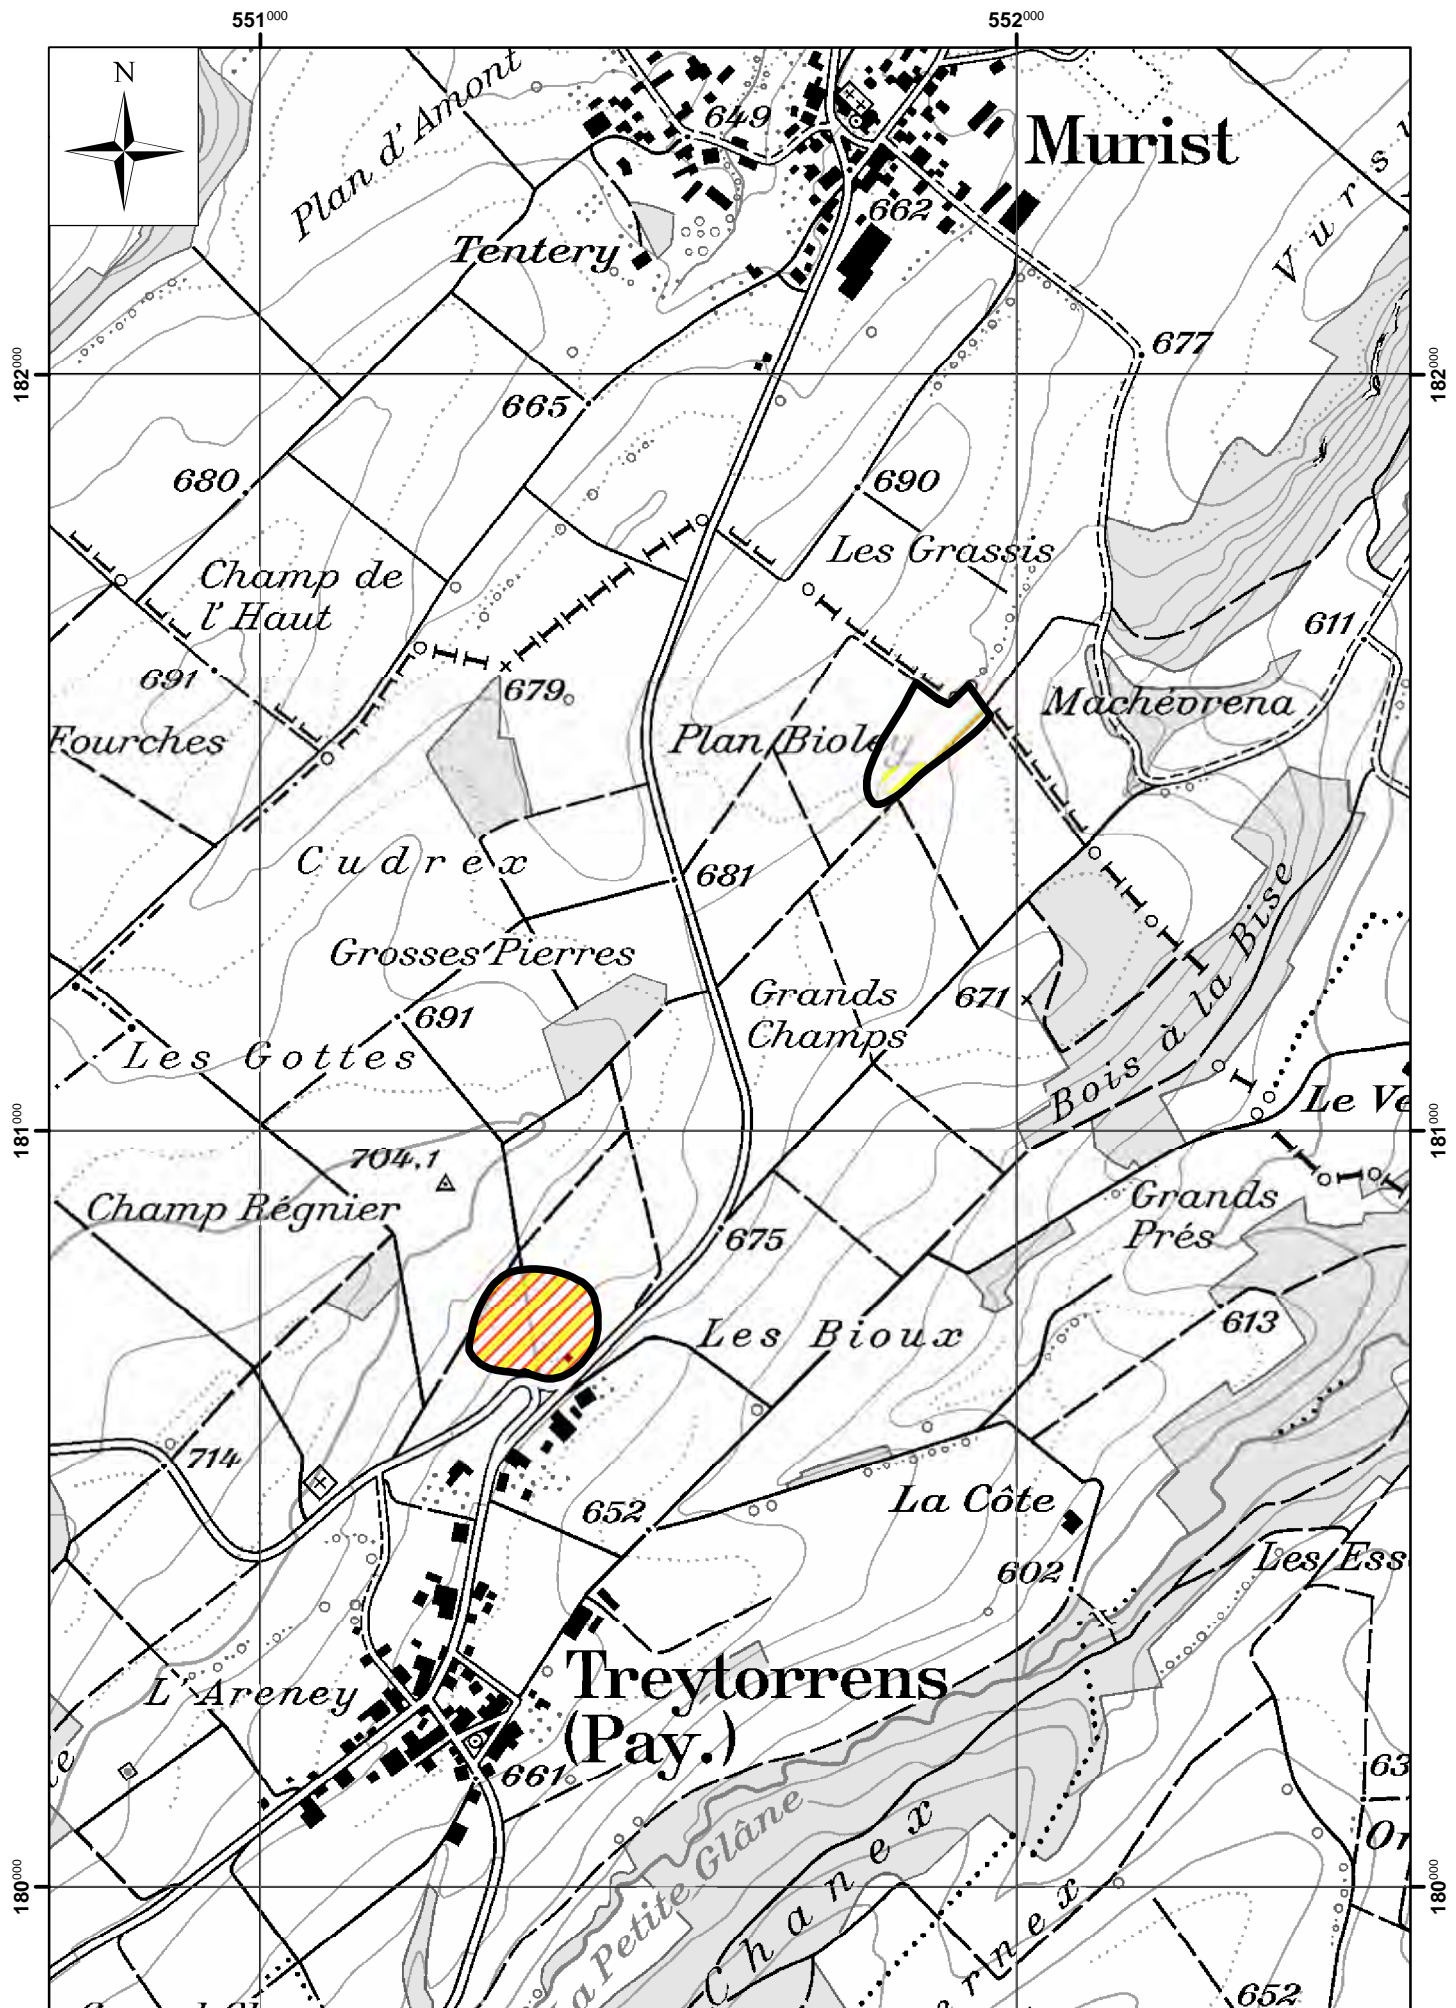 551000
552000
N
Plan d'Amont
649
Murist
662
Tentery
677
182000
182000
665
680
690
Les Grassis
Champ de
l'Haut
611
691
679
Fourches
Plan Bioley
Machévrena
Cudrex
681
Grosses Pierres
Grands
Champs
671
691
Les Gottes
Bois à la Bise
Le Ve
181000
181000
704,1
Champ Régnier
Grands
Prés
675
Les Bioux
613
714
652
La Côte
602
Les Ess
Treytorrens
(Pay.)
L'Areney
661
63
La Petite Glâne
Chanex
180000
180000
652